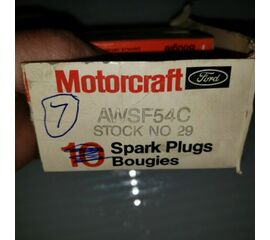 Motorcraft Ford
7
AWSF54C
STOCK NO 29
10 Spark Plugs
Bougies